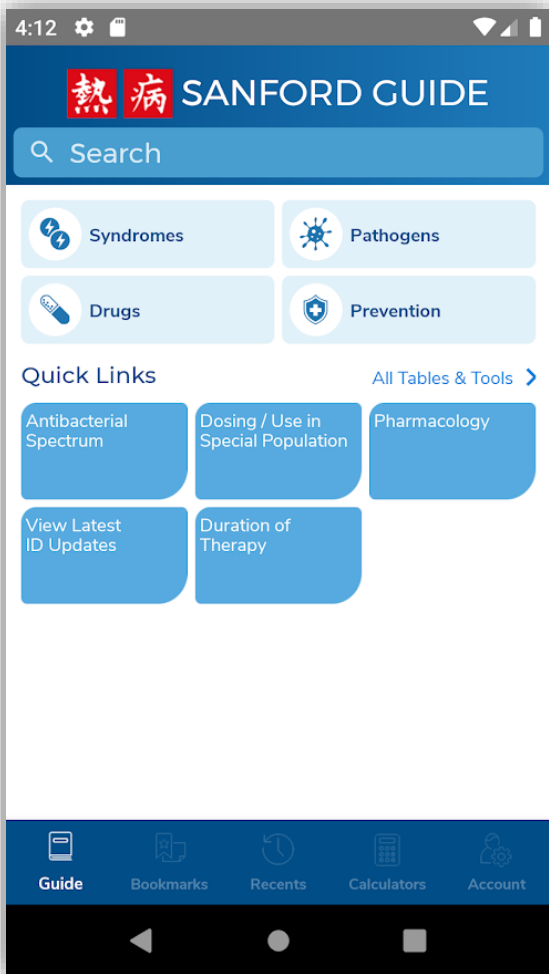 4:12
熱 病 SANFORD GUIDE
Search
Syndromes
Pathogens
Drugs
Prevention
Quick Links
All Tables & Tools
Antibacterial
Spectrum
Dosing / Use in
Special Population
Pharmacology
View Latest
ID Updates
Duration of
Therapy
Guide
Bookmarks
Recents
Calculators
Account